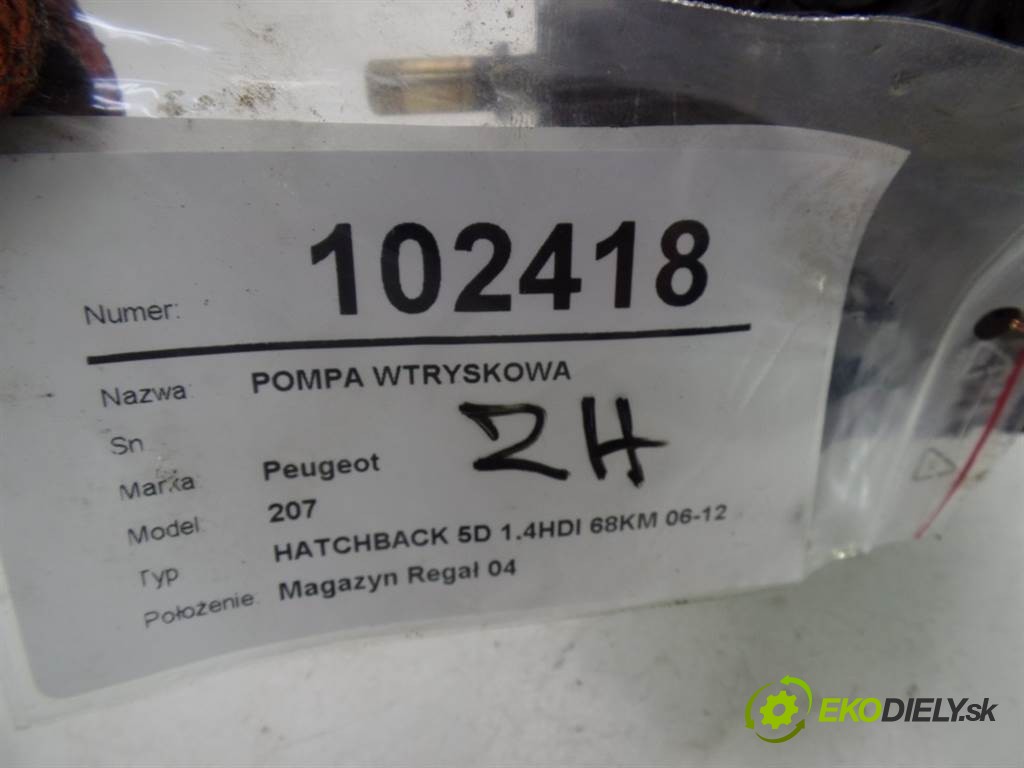 Numer: 102418
Nazwa: POMPA WTRYSKOWA
Sn
Marka: Peugeot
ZH
Model: 207
Typ HATCHBACK 5D 1.4HDI 68KM 06-12
Położenie: Magazyn Regał 04
EKODIELY.sk